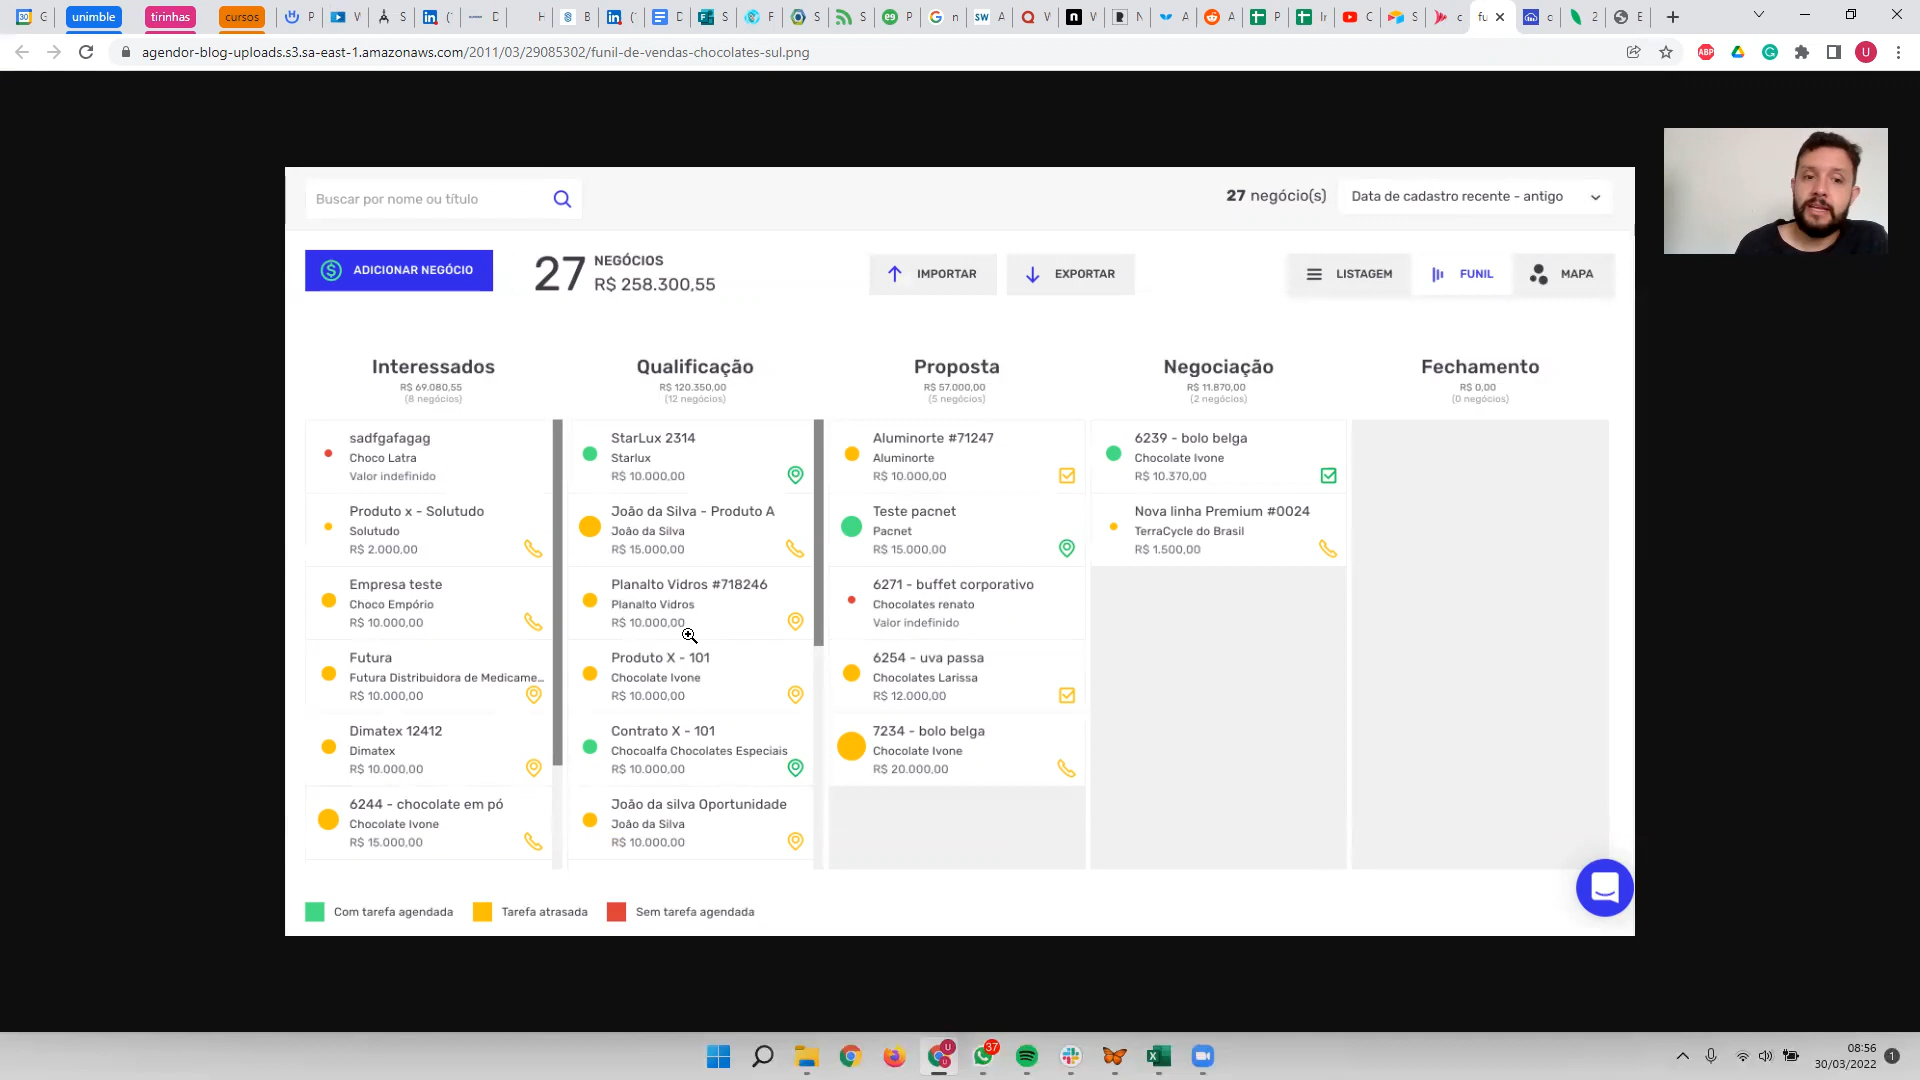 unimble
tirinhas
cursos
agendor-blog-uploads.s3.sa-east-1.amazonaws.com/2011/03/29085302/funil-de-vendas-chocolates-sul.png
Buscar por nome ou título
27 negócio(s)
Data de cadastro recente - antigo
ADICIONAR NEGÓCIO
27 NEGÓCIOS
R$ 258.300,55
IMPORTAR
EXPORTAR
LISTAGEM
FUNIL
MAPA
Interessados
R$ 69.080,55
(8 negócios)
sadfgafagag
Choco Latra
Valor indefinido
Produto x - Solutudo
Solutudo
R$ 2.000,00
Empresa teste
Choco Empório
R$ 10.000,00
Futura
Futura Distribuidora de Medicame...
R$ 10.000,00
Dimatex 12412
Dimatex
R$ 10.000,00
6244 - chocolate em pó
Chocolate Ivone
R$ 15.000,00
Qualificação
R$ 120.350,00
(12 negócios)
StarLux 2314
Starlux
R$ 10.000,00
João da Silva - Produto A
João da Silva
R$ 15.000,00
Planalto Vidros #718246
Planalto Vidros
R$ 10.000,00
Produto X - 101
Chocolate Ivone
R$ 10.000,00
Contrato X - 101
Chocoalfa Chocolates Especiais
R$ 10.000,00
João da silva Oportunidade
João da Silva
R$ 10.000,00
Proposta
R$ 57.000,00
(5 negócios)
Aluminorte #71247
Aluminorte
R$ 10.000,00
Teste pacnet
Pacnet
R$ 15.000,00
6271 - buffet corporativo
Chocolates renato
Valor indefinido
6254 - uva passa
Chocolates Larissa
R$ 12.000,00
7234 - bolo belga
Chocolate Ivone
R$ 20.000,00
Negociação
R$ 11.870,00
(2 negócios)
6239 - bolo belga
Chocolate Ivone
R$ 10.370,00
Nova linha Premium #0024
TerraCycle do Brasil
R$ 1.500,00
Fechamento
R$ 0,00
(0 negócios)
Com tarefa agendada
Tarefa atrasada
Sem tarefa agendada
37
08:56
30/03/2022
1